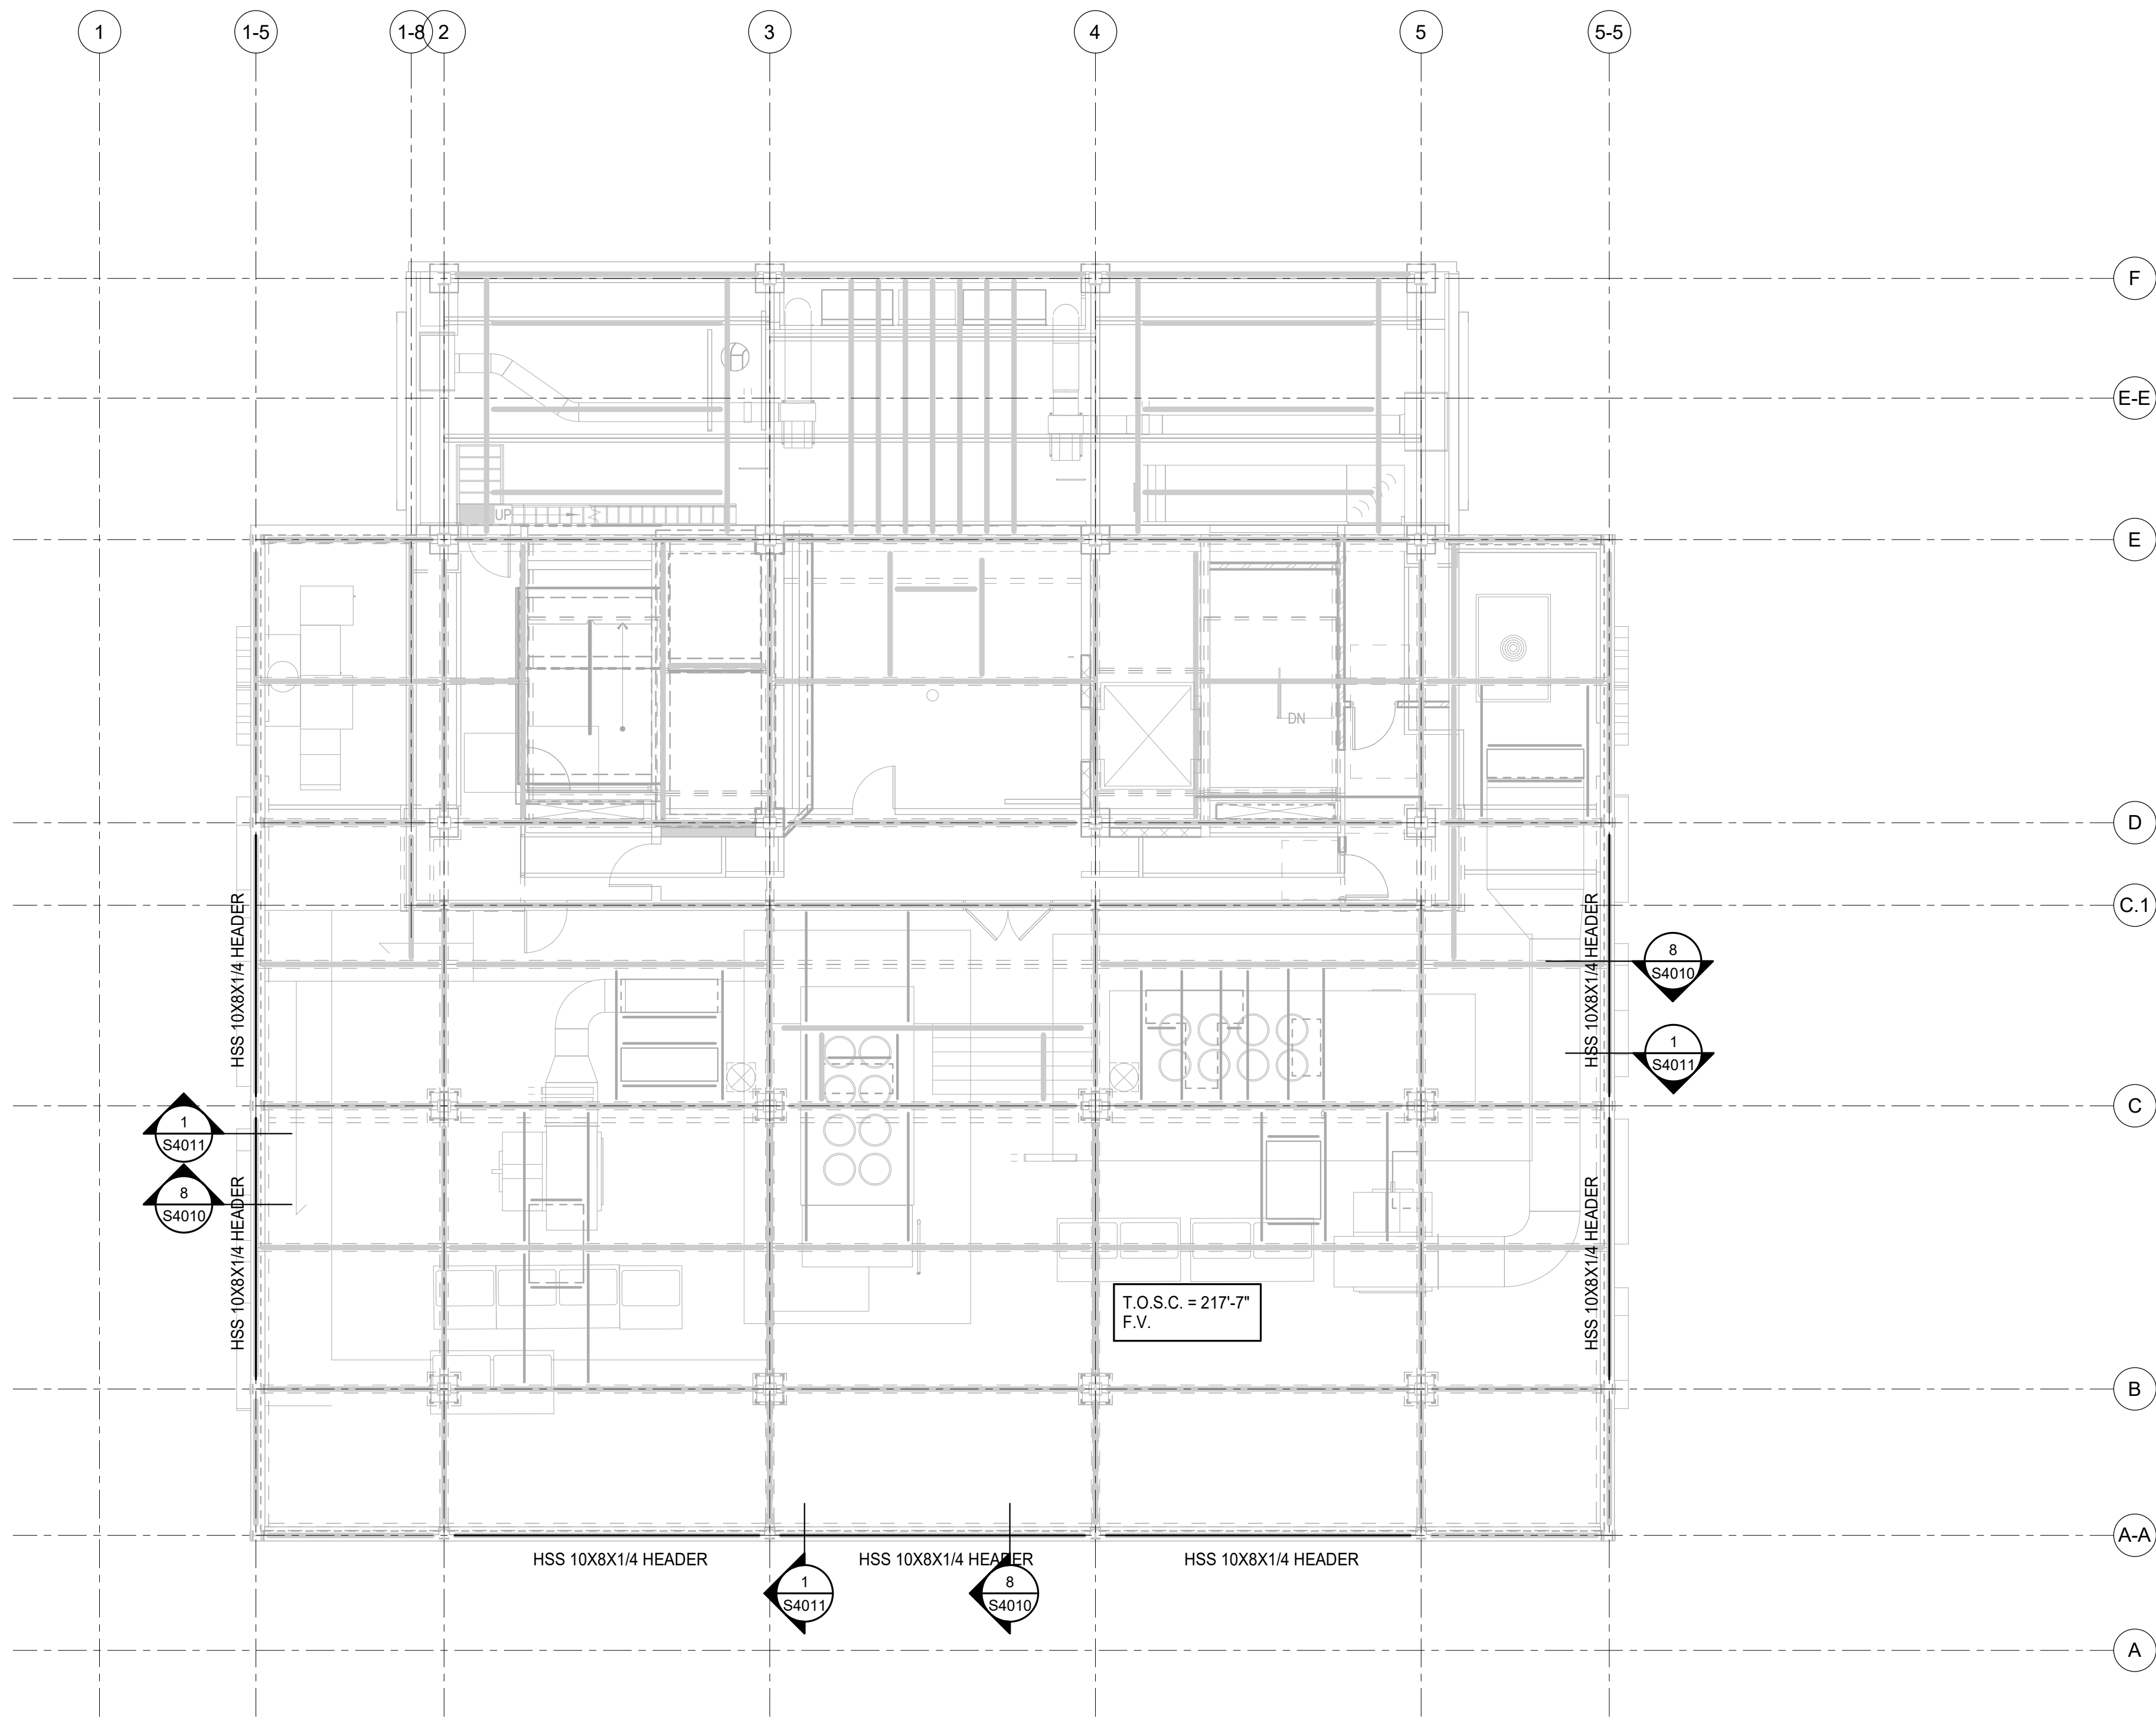 1
1-5
1-8
2
3
4
5
5-5
F
E-E
UP
E
DN
D
C.1
HSS 10X8X1/4 HEADER
HSS 10X8X1/4 HEADER
8
S4010
1
S4011
C
1
S4011
8
S4010
HSS 10X8X1/4 HEADER
HSS 10X8X1/4 HEADER
T.O.S.C. = 217'-7"
F.V.
B
A-A
HSS 10X8X1/4 HEADER
HSS 10X8X1/4 HEADER
HSS 10X8X1/4 HEADER
1
S4011
8
S4010
A